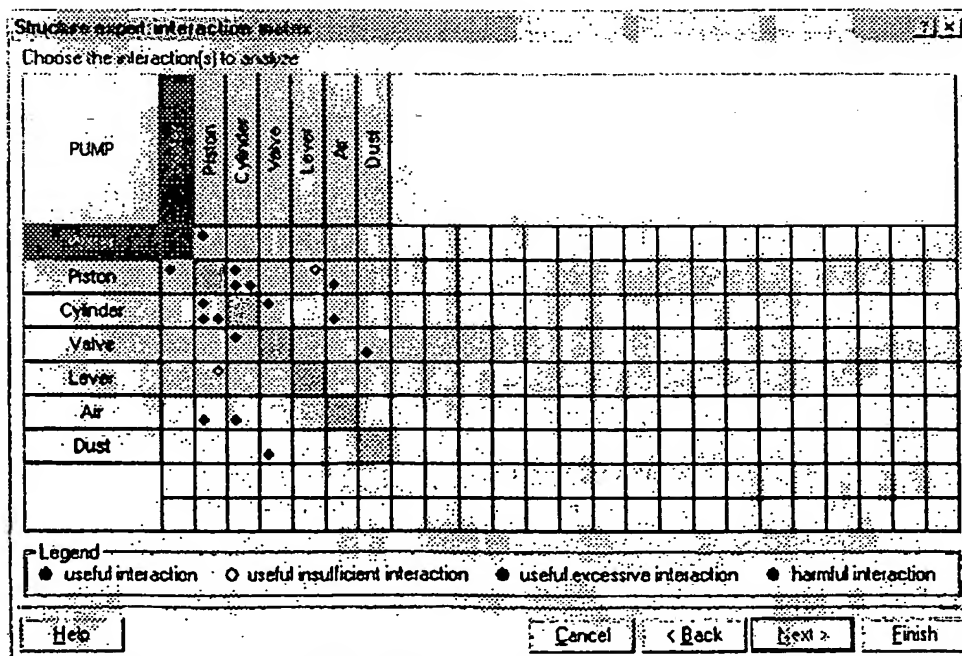 Structure expert: interaction matrix
Choose the interaction(s) to analyze
PUMP
Piston
Cylinder
Valve
Lever
Air
Dust
Piston
Cylinder
Valve
Lever
Air
Dust
Legend
useful interaction
useful insufficient interaction
useful excessive interaction
harmful interaction
Help
Cancel
< Back
Next >
Finish